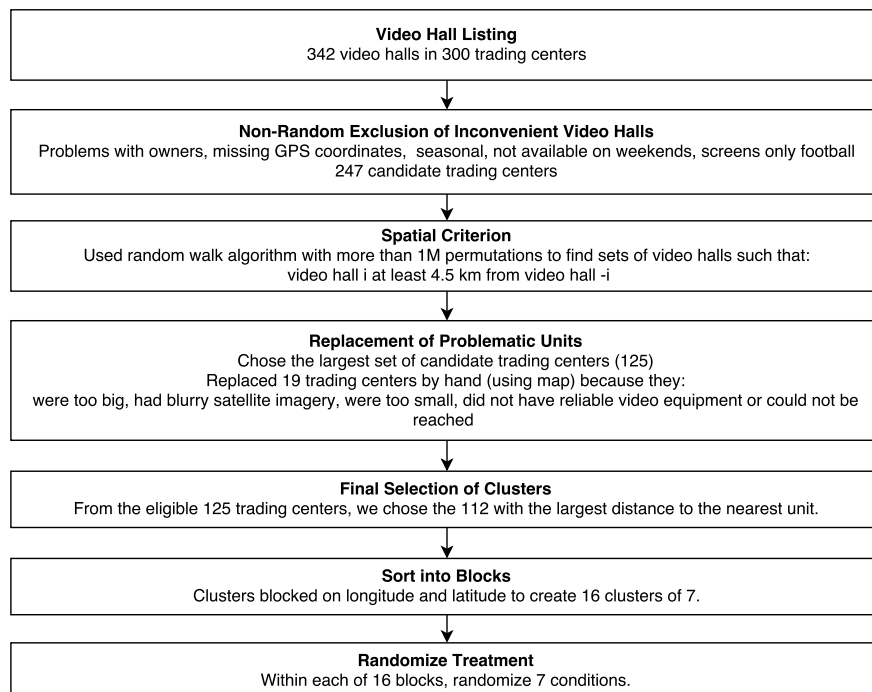 Video Hall Listing
342 video halls in 300 trading centers
Non-Random Exclusion of Inconvenient Video Halls
Problems with owners, missing GPS coordinates, seasonal, not available on weekends, screens only football
247 candidate trading centers
Spatial Criterion
Used random walk algorithm with more than 1M permutations to find sets of video halls such that:
video hall i at least 4.5 km from video hall -i
Replacement of Problematic Units
Chose the largest set of candidate trading centers (125)
Replaced 19 trading centers by hand (using map) because they:
were too big, had blurry satellite imagery, were too small, did not have reliable video equipment or could not be
reached
Final Selection of Clusters
From the eligible 125 trading centers, we chose the 112 with the largest distance to the nearest unit.
Sort into Blocks
Clusters blocked on longitude and latitude to create 16 clusters of 7.
Randomize Treatment
Within each of 16 blocks, randomize 7 conditions.